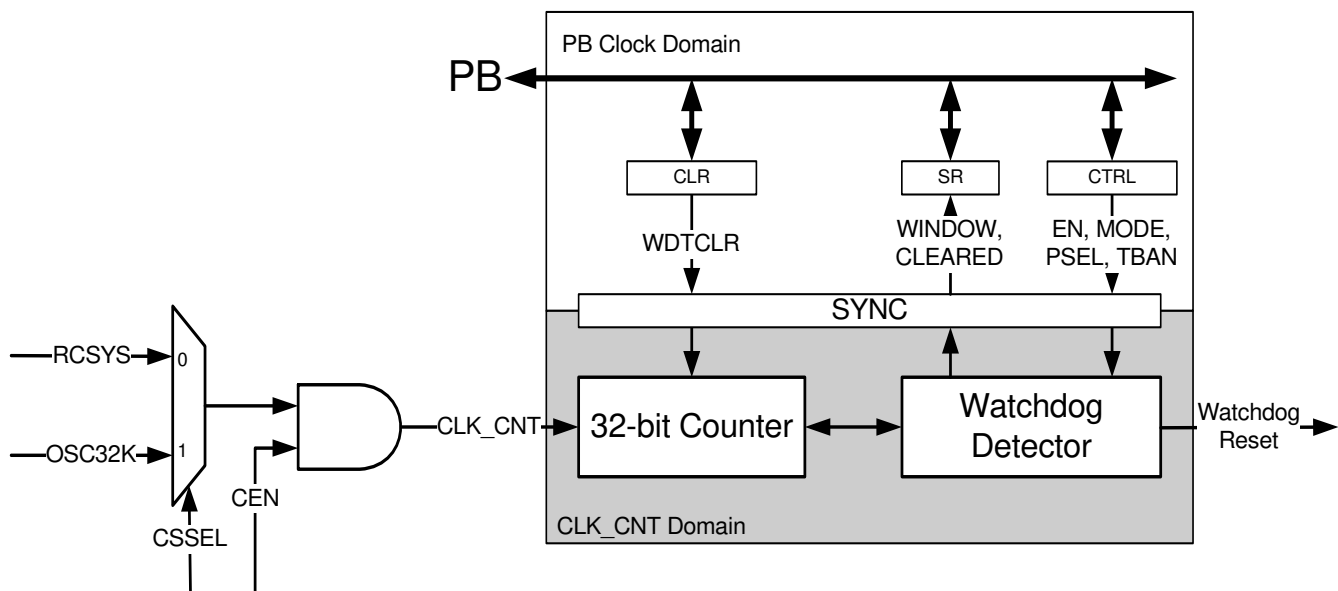 PB Clock Domain
PB
CLR
SR
CTRL
WDTCLR
WINDOW,
CLEARED
EN, MODE,
PSEL, TBAN
SYNC
RCSYS
0
OSC32K
1
CSSEL
CEN
CLK_CNT
32-bit Counter
Watchdog
Detector
Watchdog
Reset
CLK_CNT Domain